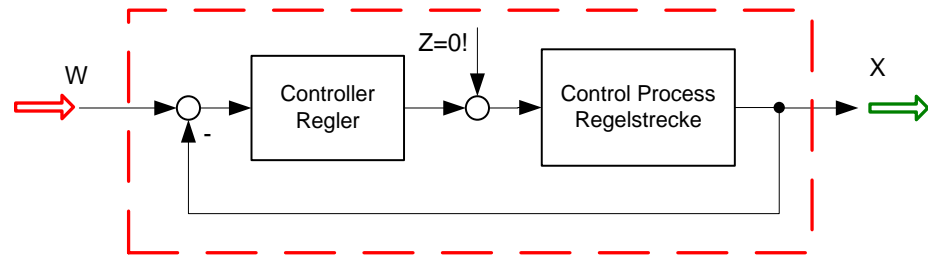 W
Z=0!
X
Controller
Regler
Control Process
Regelstrecke
-